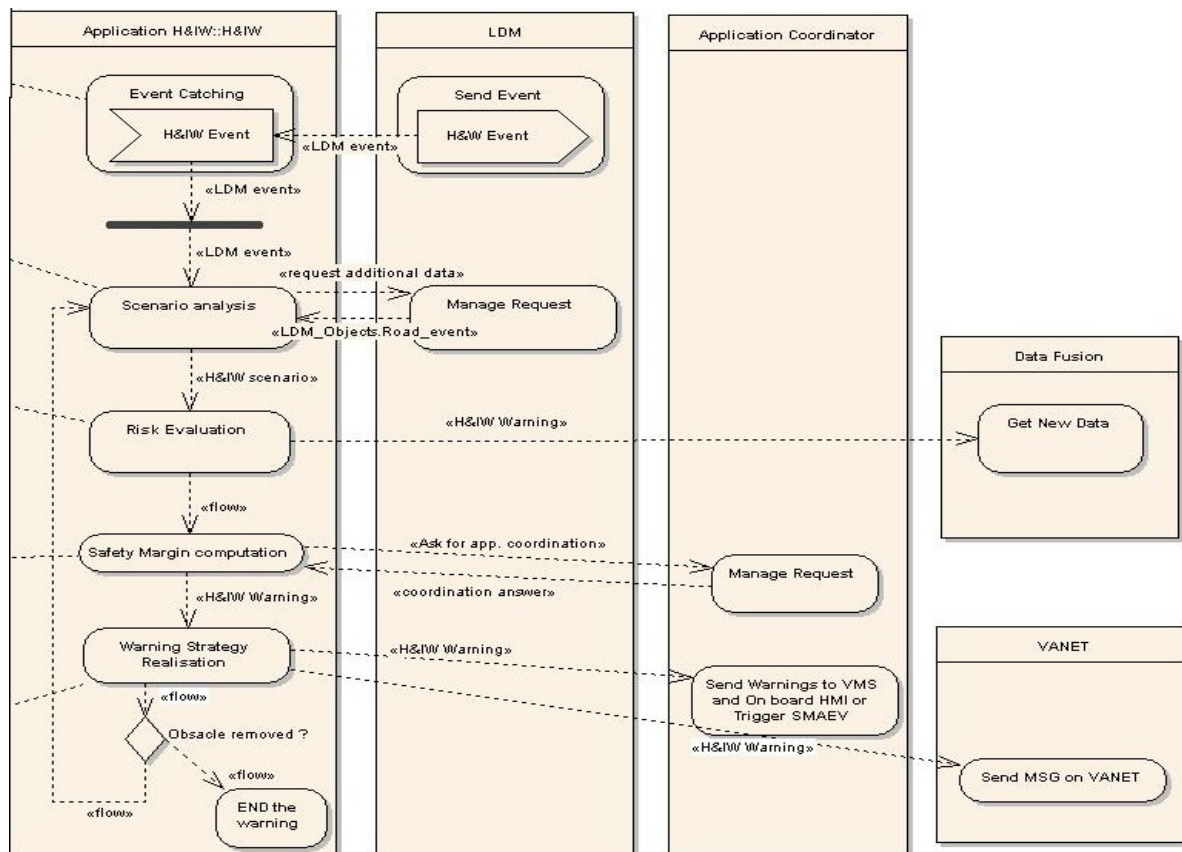 Application H&IW::H&IW
LDM
Application Coordinator
Event Catching
H&IW Event
Send Event
H&W Event
«LDM event»
«LDM event»
«LDM event»
«request additional data»
Scenario analysis
Manage Request
«LDM_Objects.Road_event»
«H&IW scenario»
Data Fusion
Risk Evaluation
«H&IW Warning»
Get New Data
«flow»
«Ask for app. coordination»
Safety Margin computation
Manage Request
«H&IW Warning»
«coordination answer»
Warning Strategy
Realisation
«H&IW Warning»
VANET
Send Warnings to VMS
and On board HMI or
Trigger SMAEV
«flow»
Obsacle removed ?
«H&IW Warning»
«flow»
Send MSG on VANET
«flow»
END the
warning